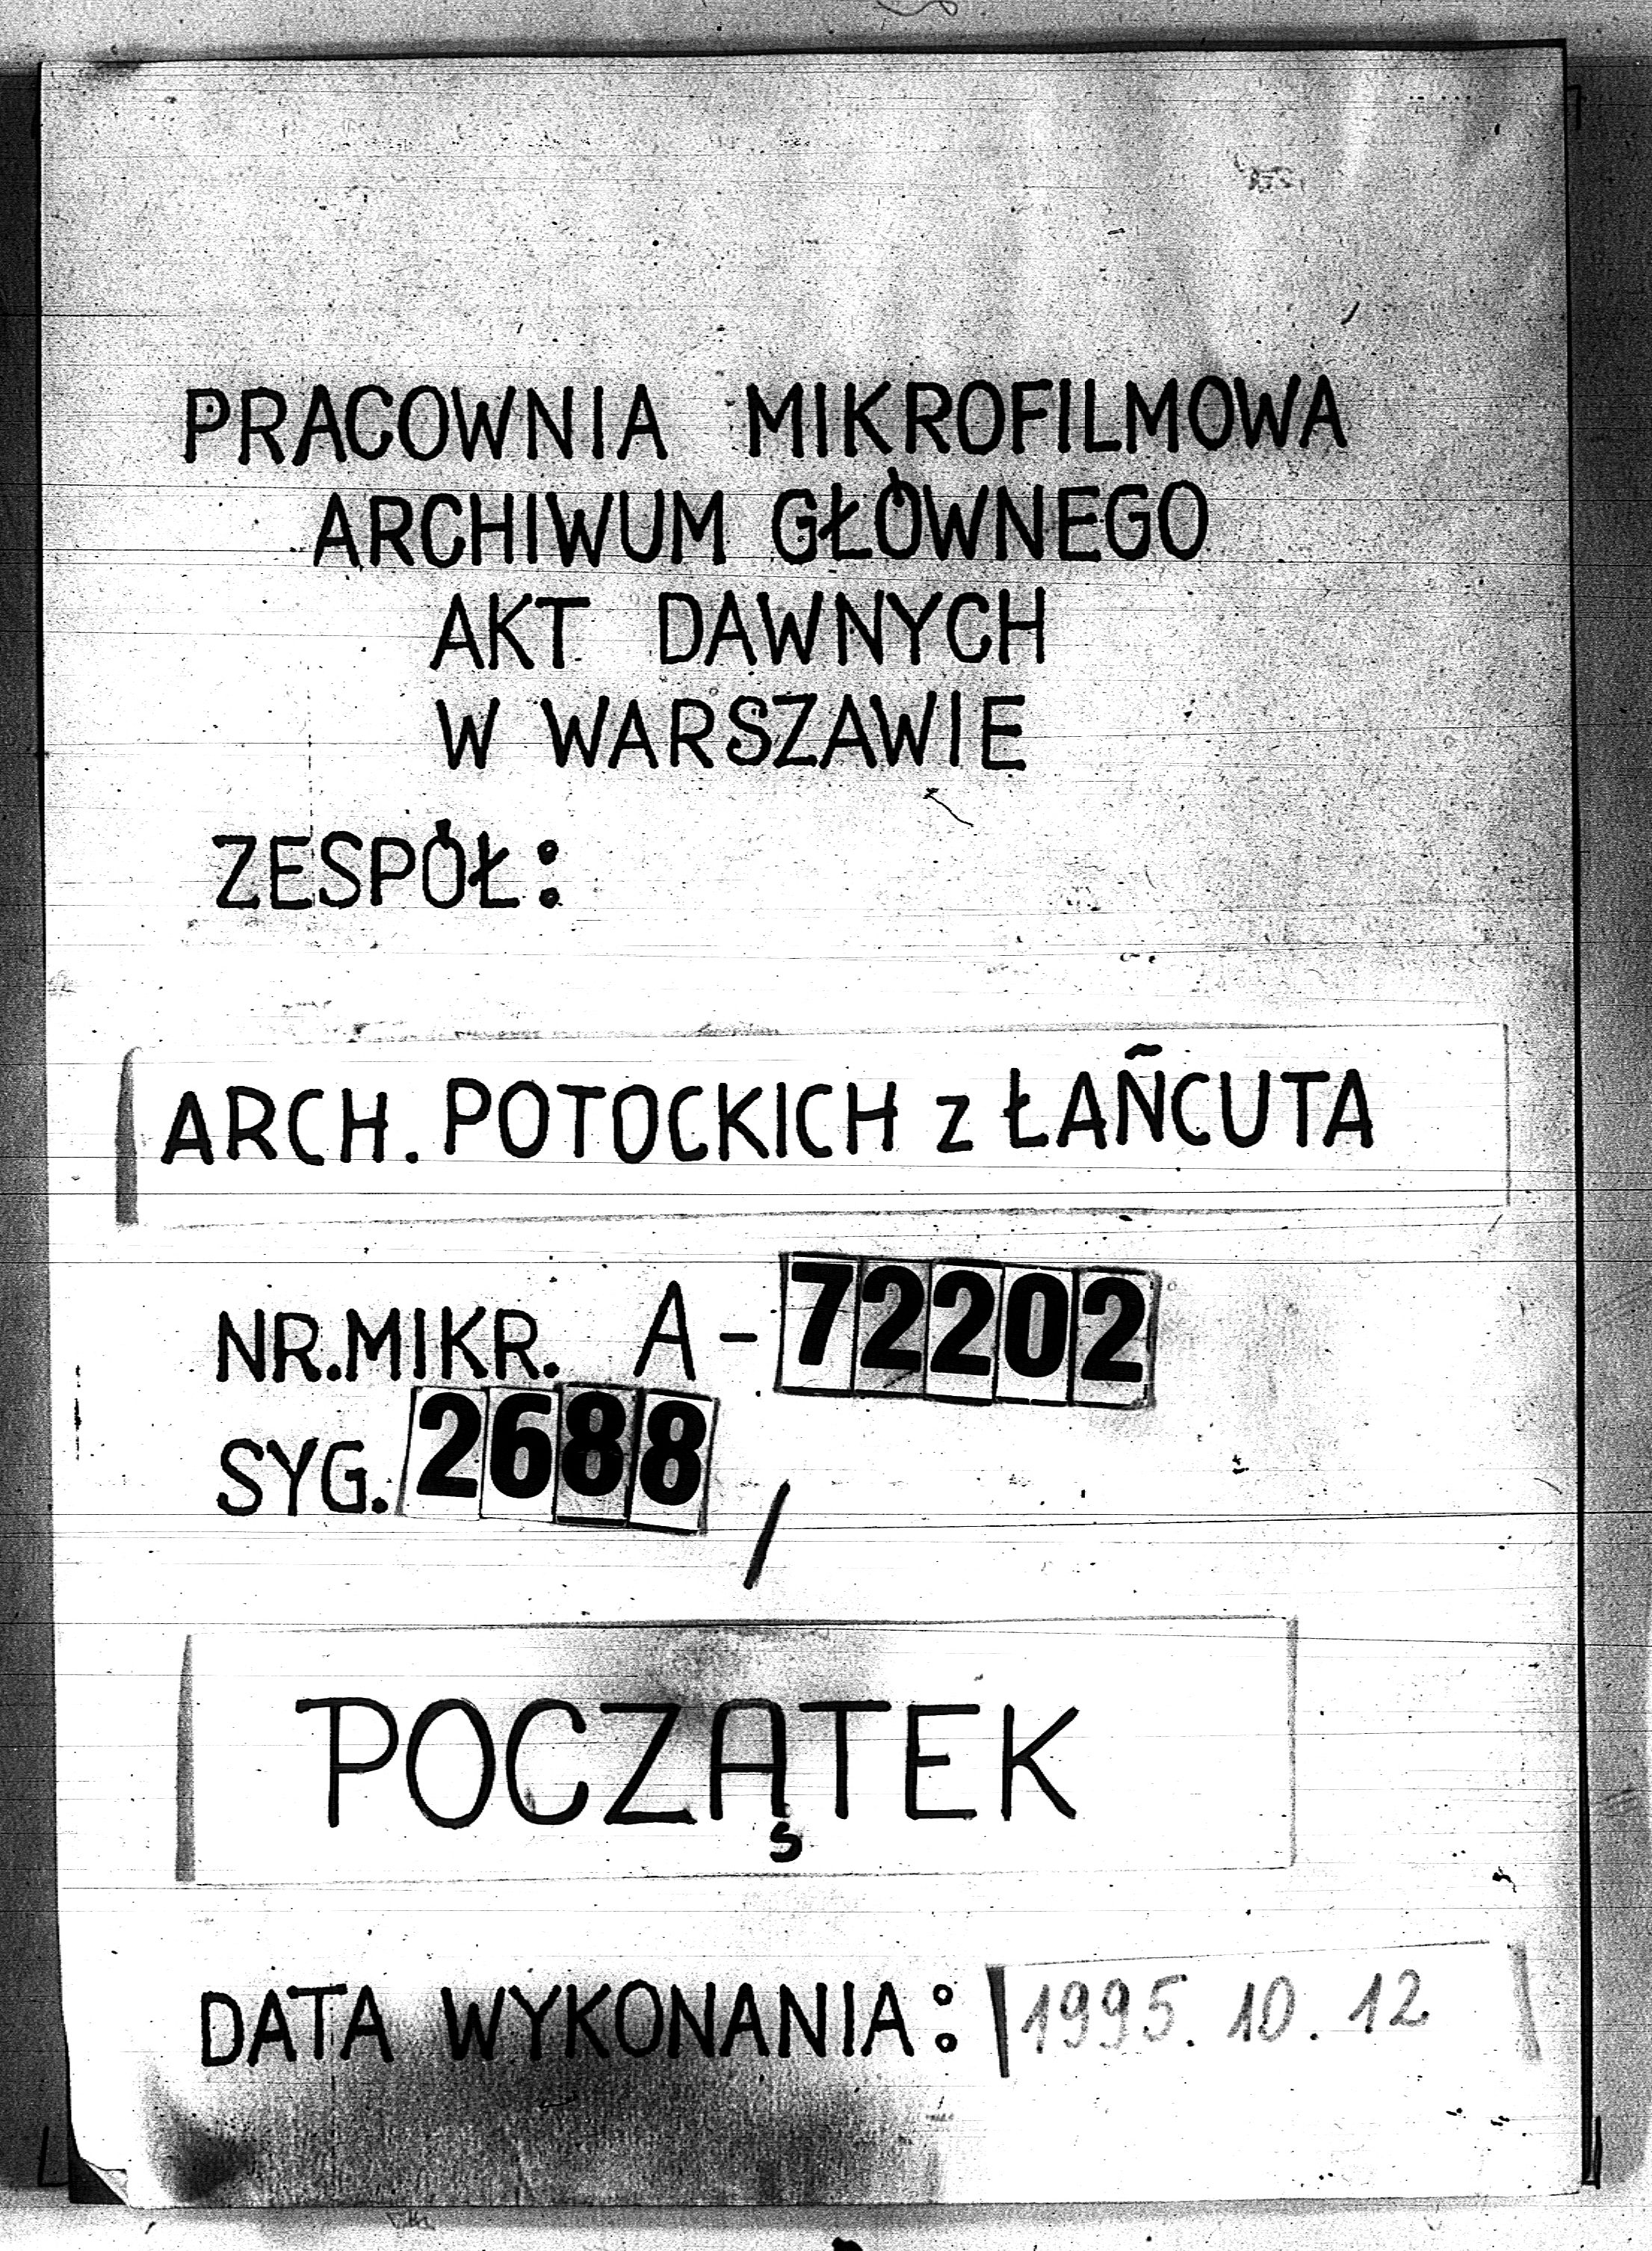 PRACOWNIA MIKROFILMOWA
ARCHIWUM GŁÓWNEGO
AKT DAWNYCH
W WARSZAWIE
ZESPÓŁ:
ARCH. POTOCKICH z ŁAŃCUTA
NR.MIKR. A-72202
SYG. 2688 /
POCZĄTEK
DATA WYKONANIA: 1995.10.12